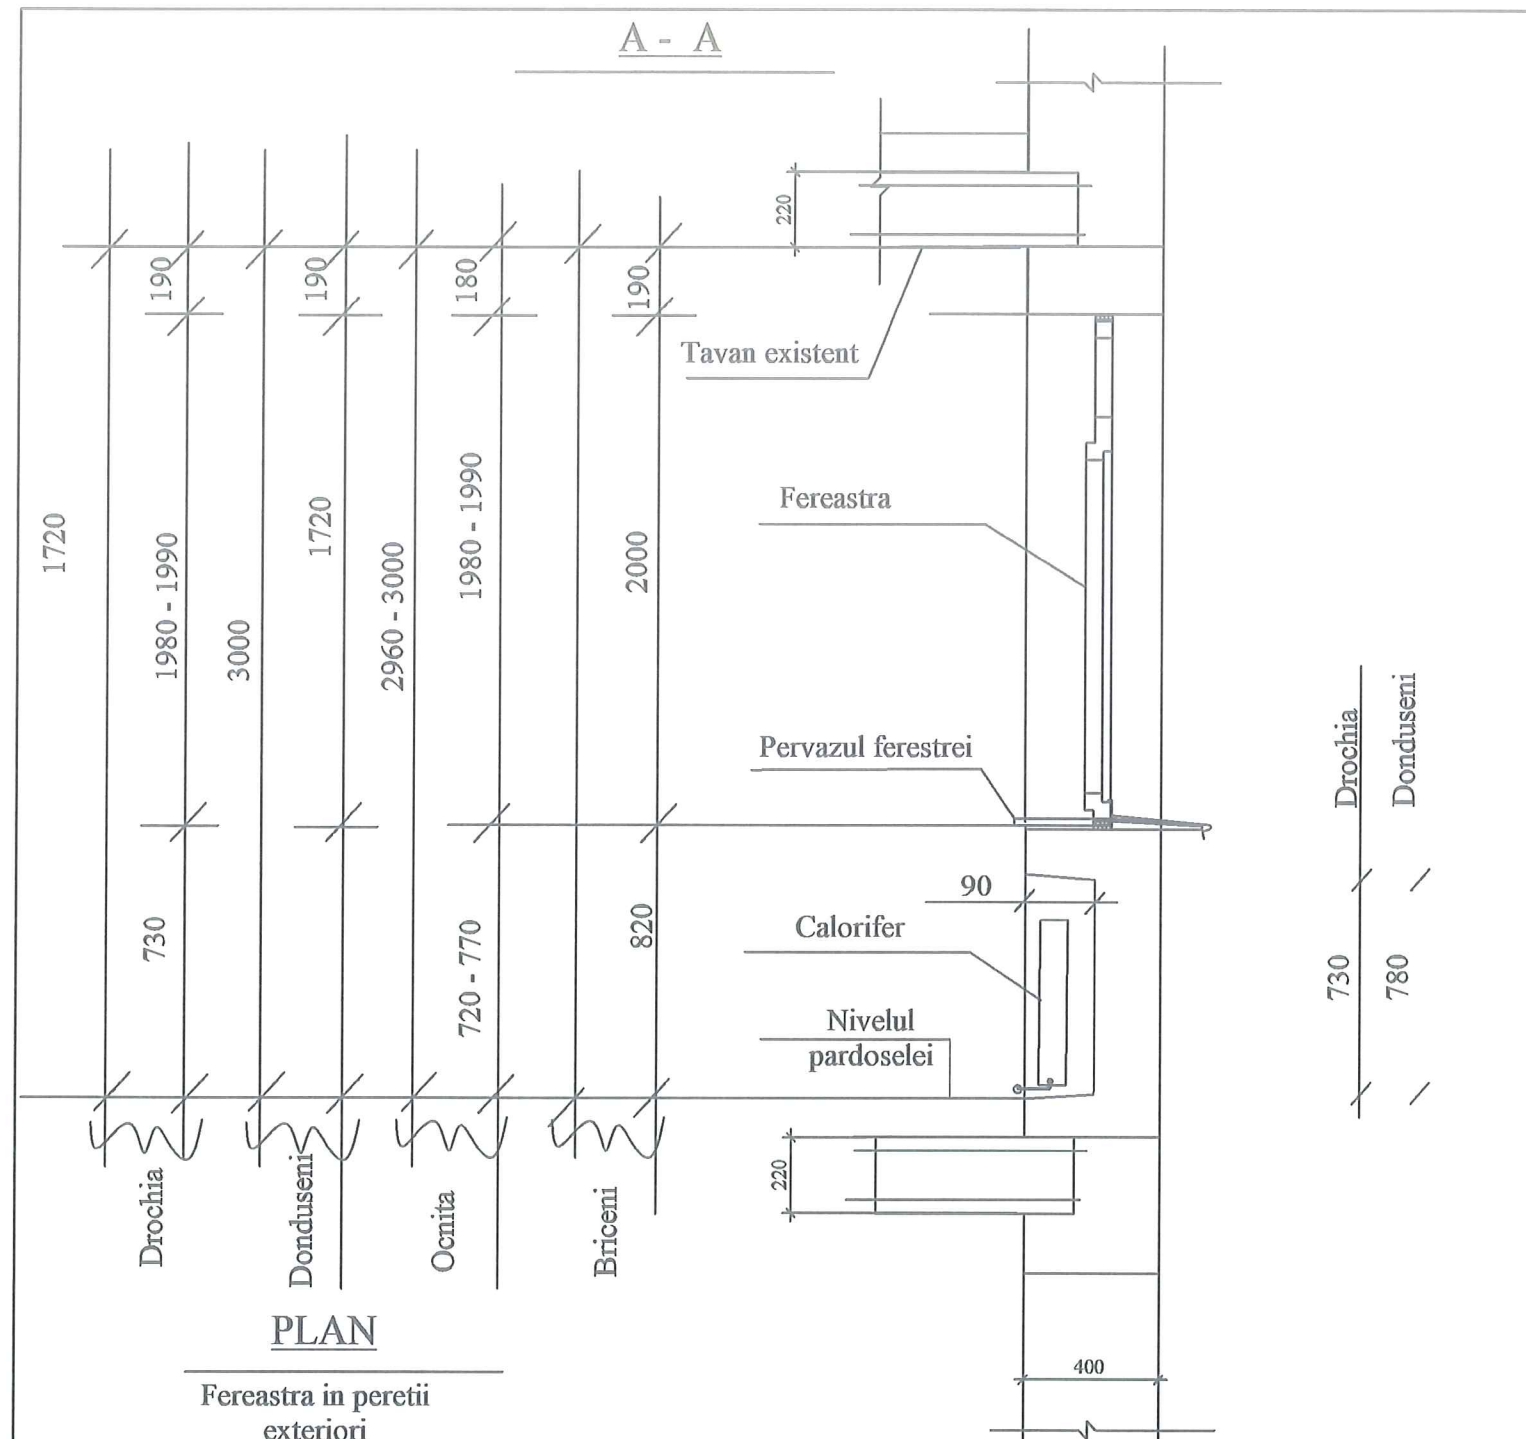 A - A
220
190
190
180
190
Tavan existent
1720
1980 - 1990
3000
1720
2960 - 3000
1980 - 1990
2000
Fereastra
Pervazul ferestrei
Drochia
Donduseni
90
730
720 - 770
820
Calorifer
730
780
Nivelul
pardoselei
220
Drochia
Donduseni
Ocnita
Briceni
PLAN
400
Fereastra in peretii
exteriori